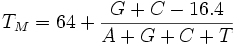 T_M = 64 + \frac{G + C - 16.4}{A + G + C + T}